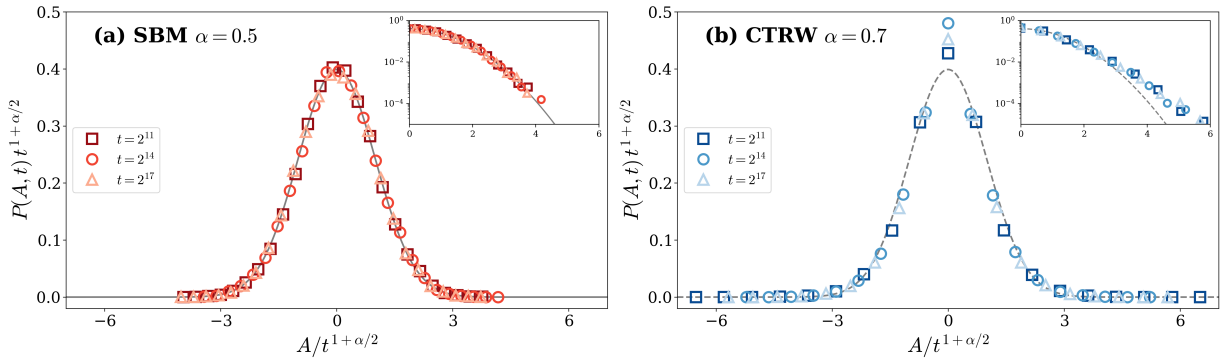 (a) SBM α = 0.5
P(A, t) t^{1+α/2}
0.5
0.4
0.3
0.2
0.1
0.0
−6 −3 0 3 6
A/t^{1+α/2}
t = 2^{11}
t = 2^{14}
t = 2^{17}
10^0
10^{−2}
10^{−4}
0 2 4 6
(b) CTRW α = 0.7
P(A, t) t^{1+α/2}
0.5
0.4
0.3
0.2
0.1
0.0
−6 −3 0 3 6
A/t^{1+α/2}
t = 2^{11}
t = 2^{14}
t = 2^{17}
10^0
10^{−2}
10^{−4}
0 2 4 6